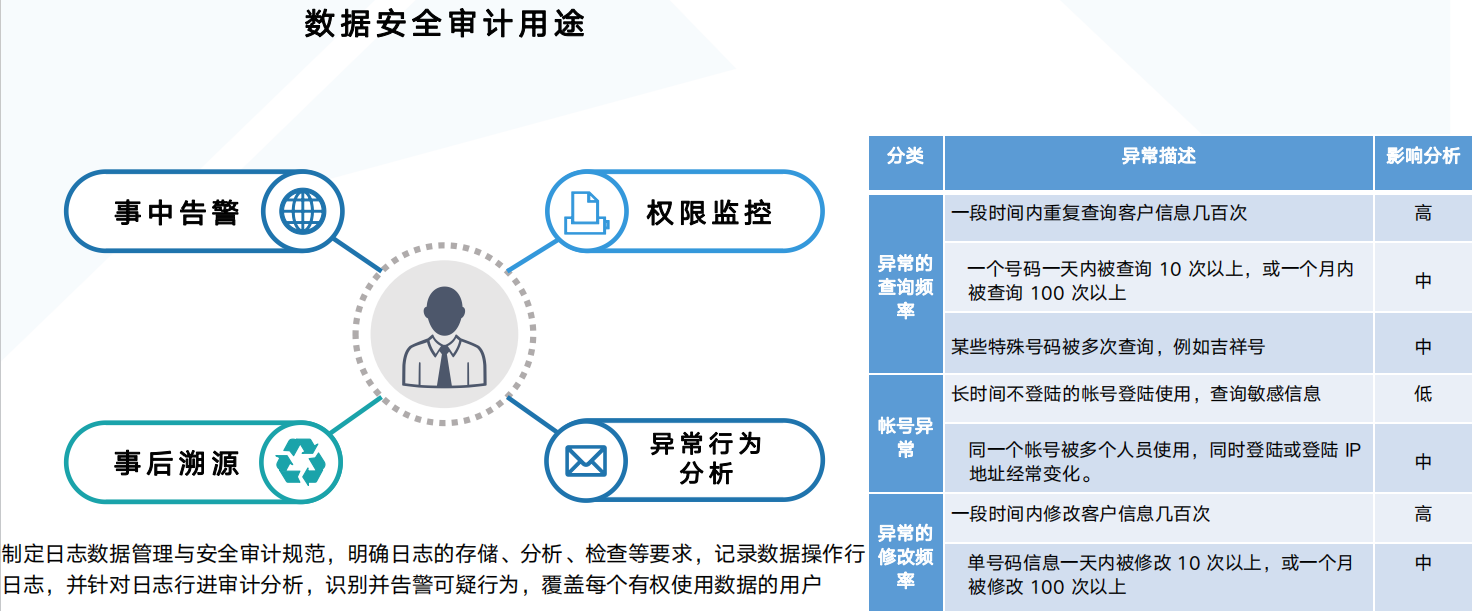 数据安全审计用途
事中告警
权限监控
事后溯源
异常行为
分析
制定日志数据管理与安全审计规范，明确日志的存储、分析、检查等要求，记录数据操作行
日志，并针对日志行进审计分析，识别并告警可疑行为，覆盖每个有权使用数据的用户
分类 异常描述 影响分析
异常的
查询频
率
一段时间内重复查询客户信息几百次 高
一个号码一天内被查询 10 次以上，或一个月内
被查询 100 次以上
中
某些特殊号码被多次查询，例如吉祥号 中
帐号异
常
长时间不登陆的帐号登陆使用，查询敏感信息 低
同一个帐号被多个人员使用，同时登陆或登陆 IP
地址经常变化。
中
异常的
修改频
率
一段时间内修改客户信息几百次 高
单号码信息一天内被修改 10 次以上，或一个月
被修改 100 次以上
中